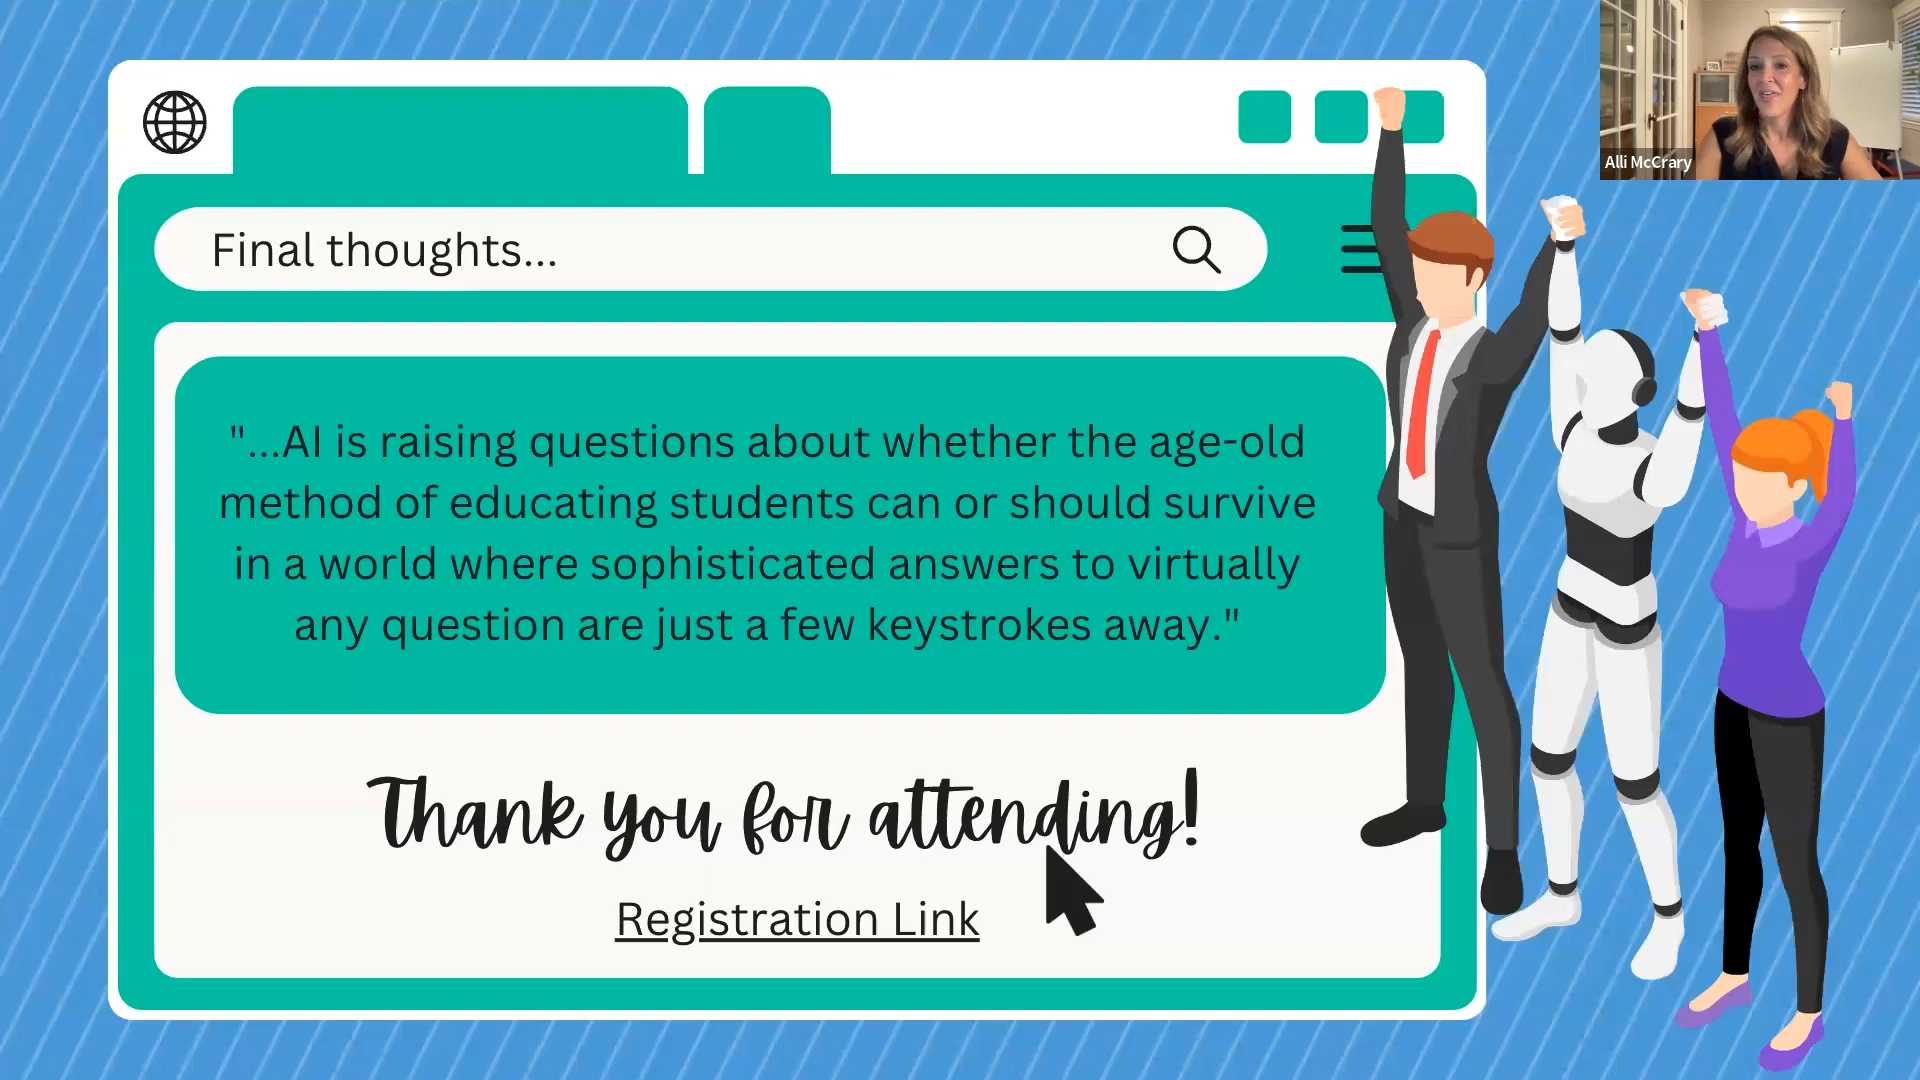 Alli McCrary
Final thoughts...
"...AI is raising questions about whether the age-old
method of educating students can or should survive
in a world where sophisticated answers to virtually
any question are just a few keystrokes away."
Thank you for attending!
Registration Link